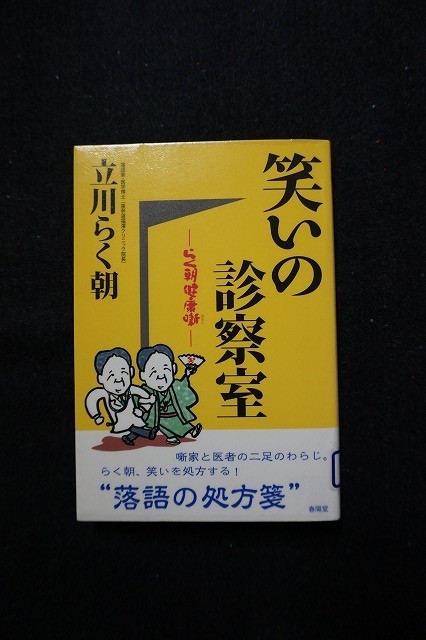 笑いの
診察室
―らく朝健康噺―
立川らく朝
噺家と医者の二足のわらじ。
らく朝、笑いを処方する！
“落語の処方箋”
春陽堂